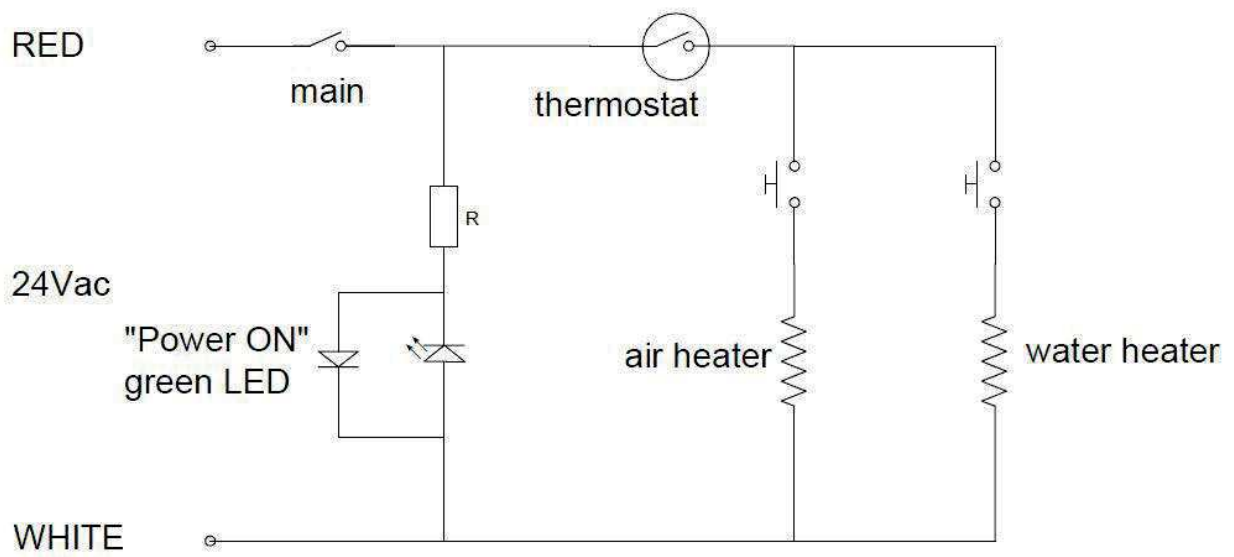 RED
main
thermostat
R
24Vac
"Power ON"
green LED
air heater
water heater
WHITE